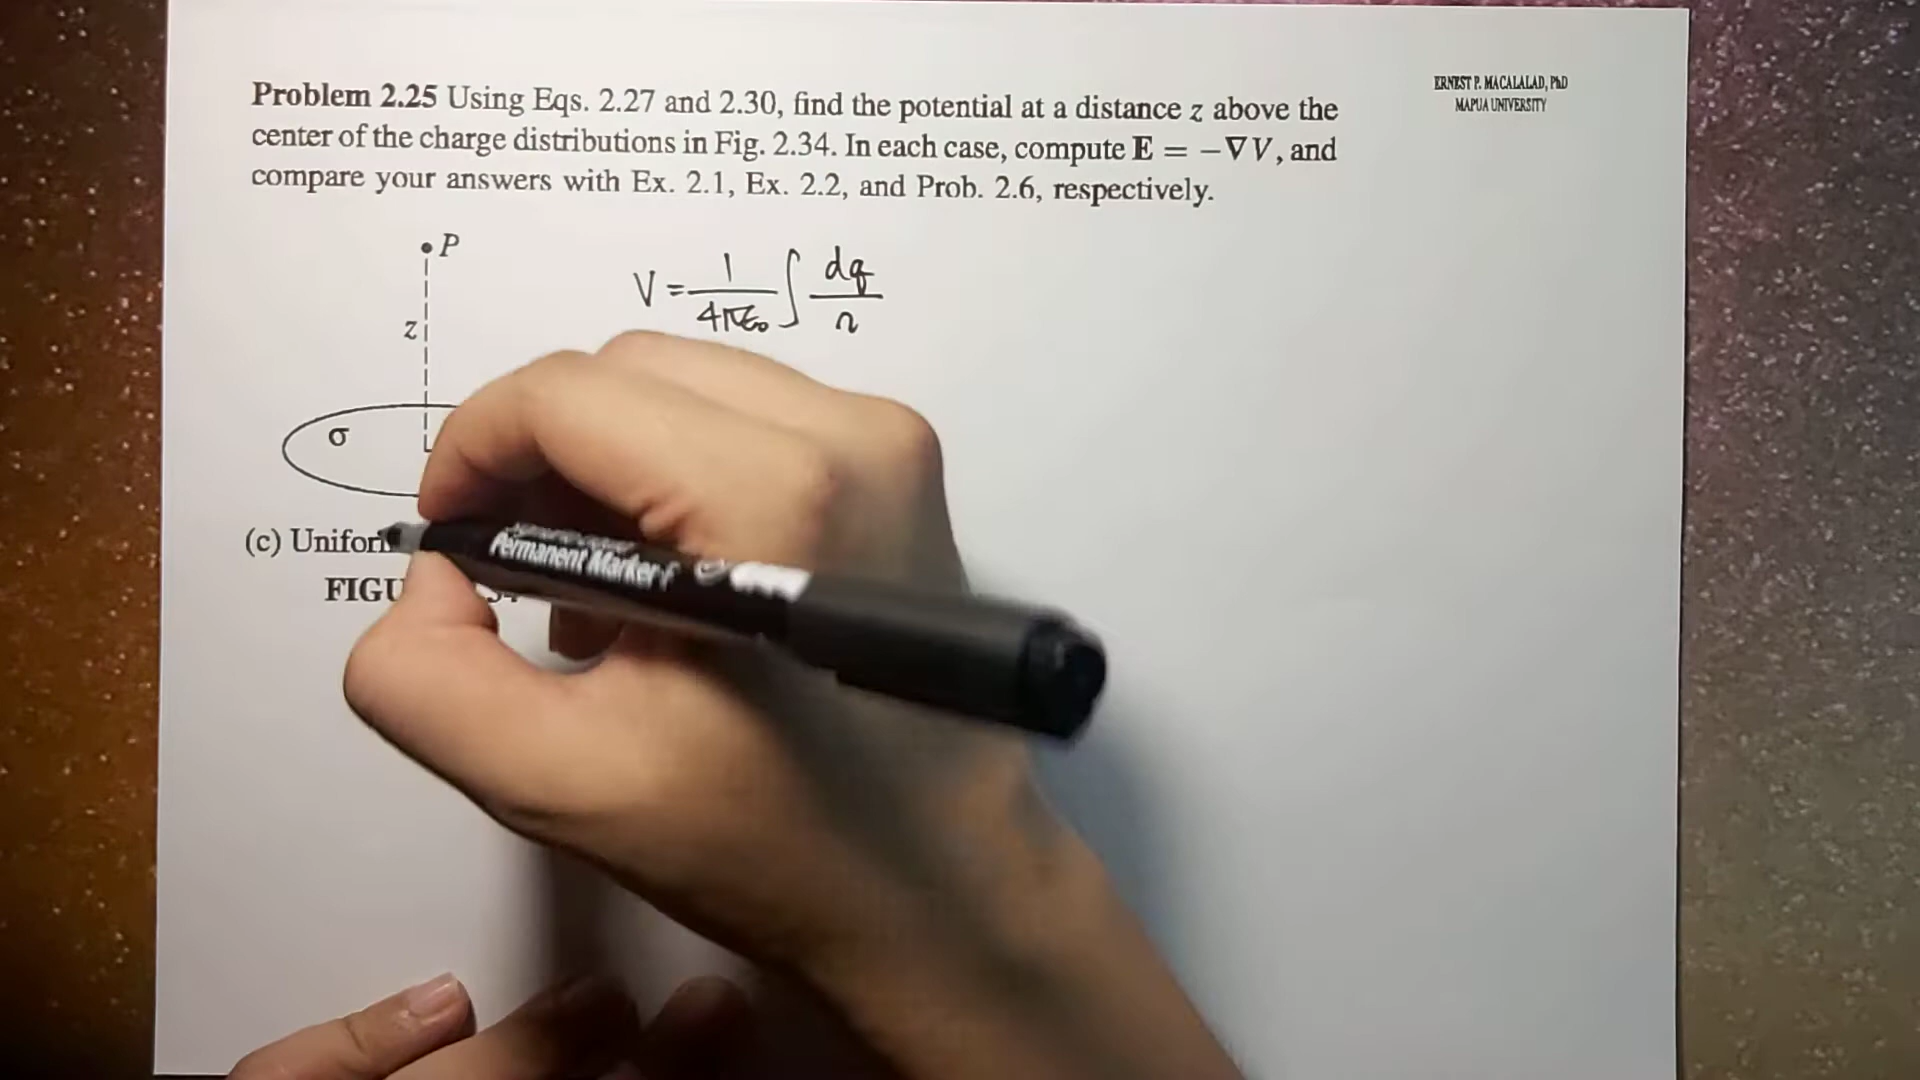 Problem 2.25 Using Eqs. 2.27 and 2.30, find the potential at a distance z above the
center of the charge distributions in Fig. 2.34. In each case, compute E = −∇V, and
compare your answers with Ex. 2.1, Ex. 2.2, and Prob. 2.6, respectively.
ERNEST P. MACALALAD, PhD
MAPUA UNIVERSITY
P
V = 1/4πε₀ ∫ dq/r
z
σ
(c)
Permanent Marker-f